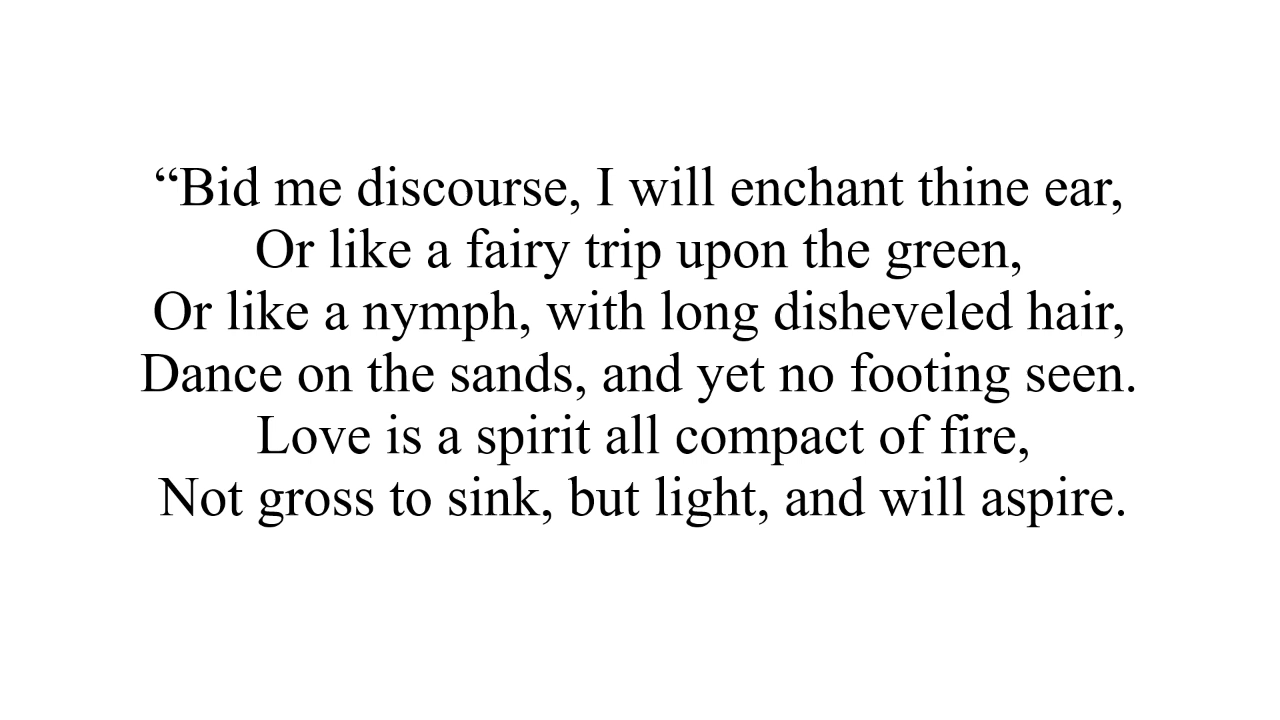 “Bid me discourse, I will enchant thine ear,
Or like a fairy trip upon the green,
Or like a nymph, with long disheveled hair,
Dance on the sands, and yet no footing seen.
Love is a spirit all compact of fire,
Not gross to sink, but light, and will aspire.